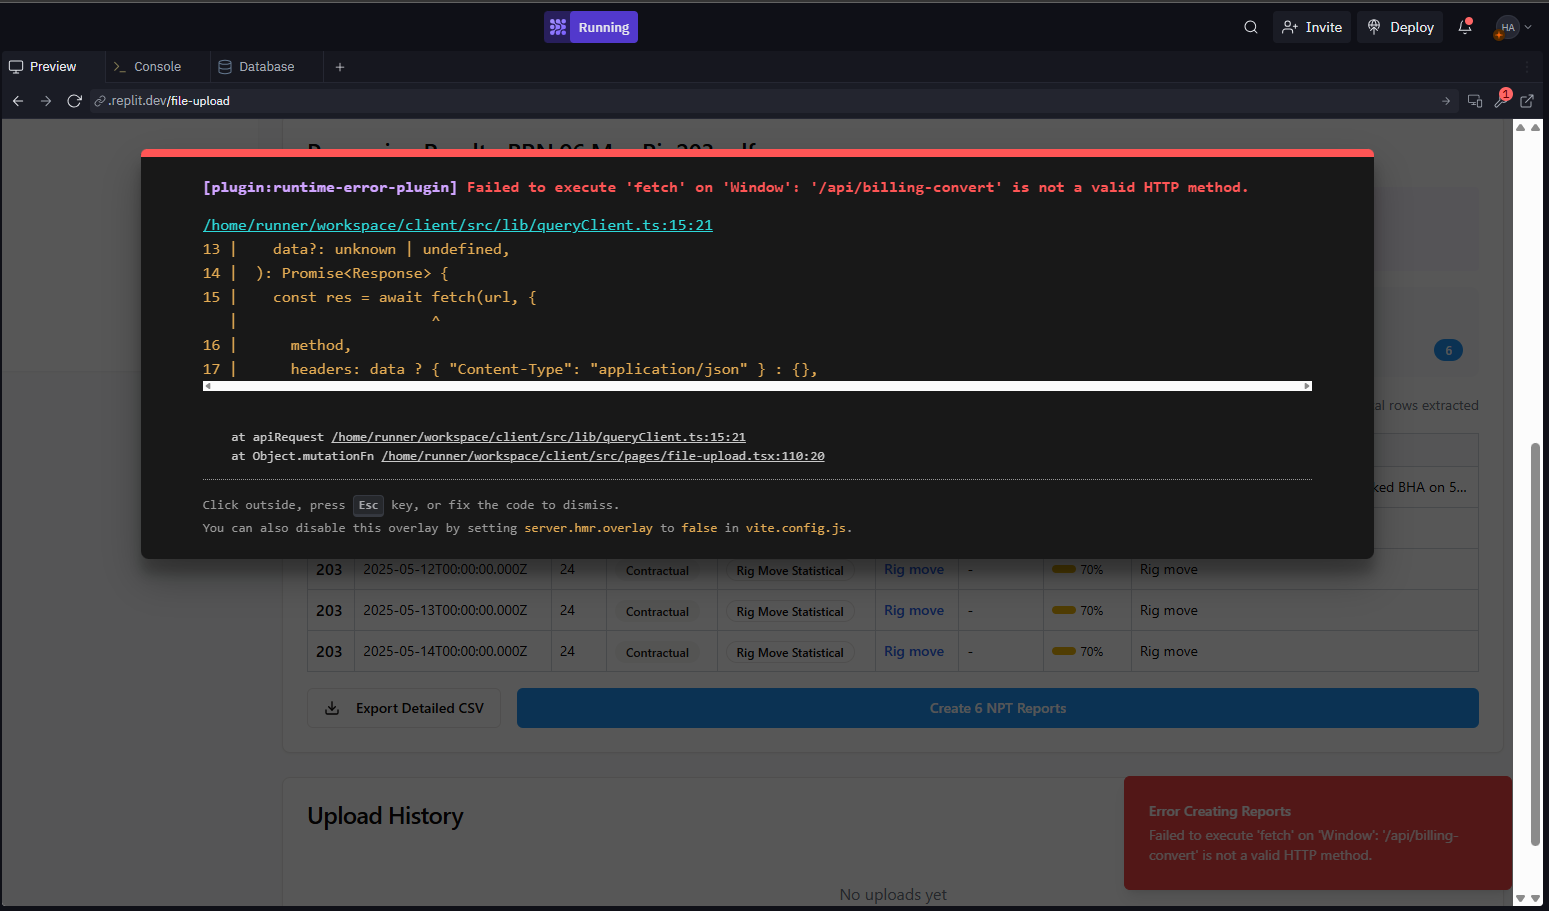 Running
Invite
Deploy
HA
Preview
Console
Database
.replit.dev/file-upload
1
[plugin:runtime-error-plugin] Failed to execute 'fetch' on 'Window': '/api/billing-convert' is not a valid HTTP method.
/home/runner/workspace/client/src/lib/queryClient.ts:15:21
13 |    data?: unknown | undefined,
14 |  ): Promise<Response> {
15 |    const res = await fetch(url, {
   |                      ^
16 |      method,
17 |      headers: data ? { "Content-Type": "application/json" } : {},
6
al rows extracted
at apiRequest /home/runner/workspace/client/src/lib/queryClient.ts:15:21
at Object.mutationFn /home/runner/workspace/client/src/pages/file-upload.tsx:110:20
ked BHA on 5...
Click outside, press Esc key, or fix the code to dismiss.
You can also disable this overlay by setting server.hmr.overlay to false in vite.config.js.
203 2025-05-12T00:00:00.000Z 24 Contractual Rig Move Statistical Rig move - 70% Rig move
203 2025-05-13T00:00:00.000Z 24 Contractual Rig Move Statistical Rig move - 70% Rig move
203 2025-05-14T00:00:00.000Z 24 Contractual Rig Move Statistical Rig move - 70% Rig move
Export Detailed CSV
Create 6 NPT Reports
Upload History
Error Creating Reports
Failed to execute 'fetch' on 'Window': '/api/billing-
convert' is not a valid HTTP method.
No uploads yet